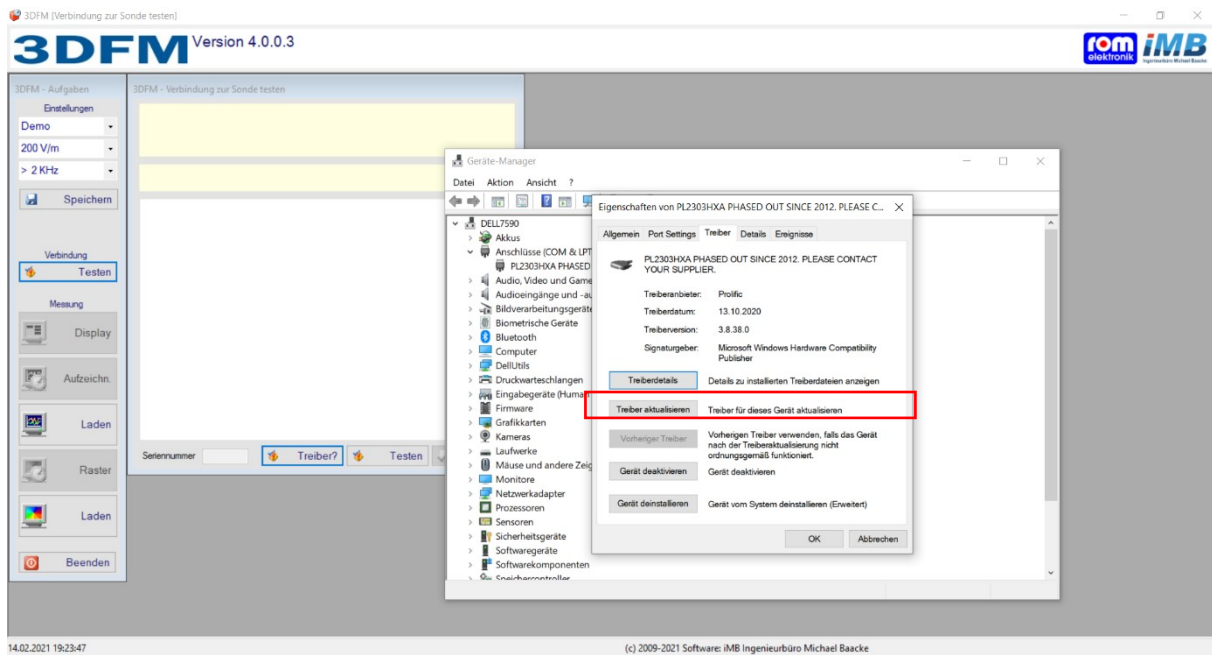 3DFM [Verbindung zur Sonde testen]
3DFM Version 4.0.0.3
rom
elektronik
iMB
Ingenieurbüro Michael Baacke
3DFM - Aufgaben
Einstellungen
Demo
200 V/m
> 2 KHz
Speichern
Verbindung
Testen
Messung
Display
Aufzeichn.
Laden
Raster
Laden
Beenden
3DFM - Verbindung zur Sonde testen
Seriennummer
Treiber?
Testen
Geräte-Manager
Datei Aktion Ansicht ?
DELL7590
Akkus
Anschlüsse (COM & LPT
PL2303HXA PHASED
Audio, Video und Game
Audioeingänge und -au
Bildverarbeitungsgeräte
Biometrische Geräte
Bluetooth
Computer
DellUtils
Druckwarteschlangen
Eingabegeräte (Human
Firmware
Grafikkarten
Kameras
Laufwerke
Mäuse und andere Zeig
Monitore
Netzwerkadapter
Prozessoren
Sensoren
Sicherheitsgeräte
Softwaregeräte
Softwarekomponenten
Speichercontroller
Eigenschaften von PL2303HXA PHASED OUT SINCE 2012. PLEASE C...
Allgemein Port Settings Treiber Details Ereignisse
PL2303HXA PHASED OUT SINCE 2012. PLEASE CONTACT
YOUR SUPPLIER.
Treiberanbieter: Prolific
Treiberdatum: 13.10.2020
Treiberversion: 3.8.38.0
Signaturgeber: Microsoft Windows Hardware Compatibility
Publisher
Treiberdetails Details zu installierten Treiberdateien anzeigen
Treiber aktualisieren Treiber für dieses Gerät aktualisieren
Vorheriger Treiber Vorherigen Treiber verwenden, falls das Gerät
nach der Treiberaktualisierung nicht
ordnungsgemäß funktioniert.
Gerät deaktivieren Gerät deaktivieren
Gerät deinstallieren Gerät vom System deinstallieren (Erweitert)
OK Abbrechen
14.02.2021 19:23:47
(c) 2009-2021 Software: iMB Ingenieurbüro Michael Baacke